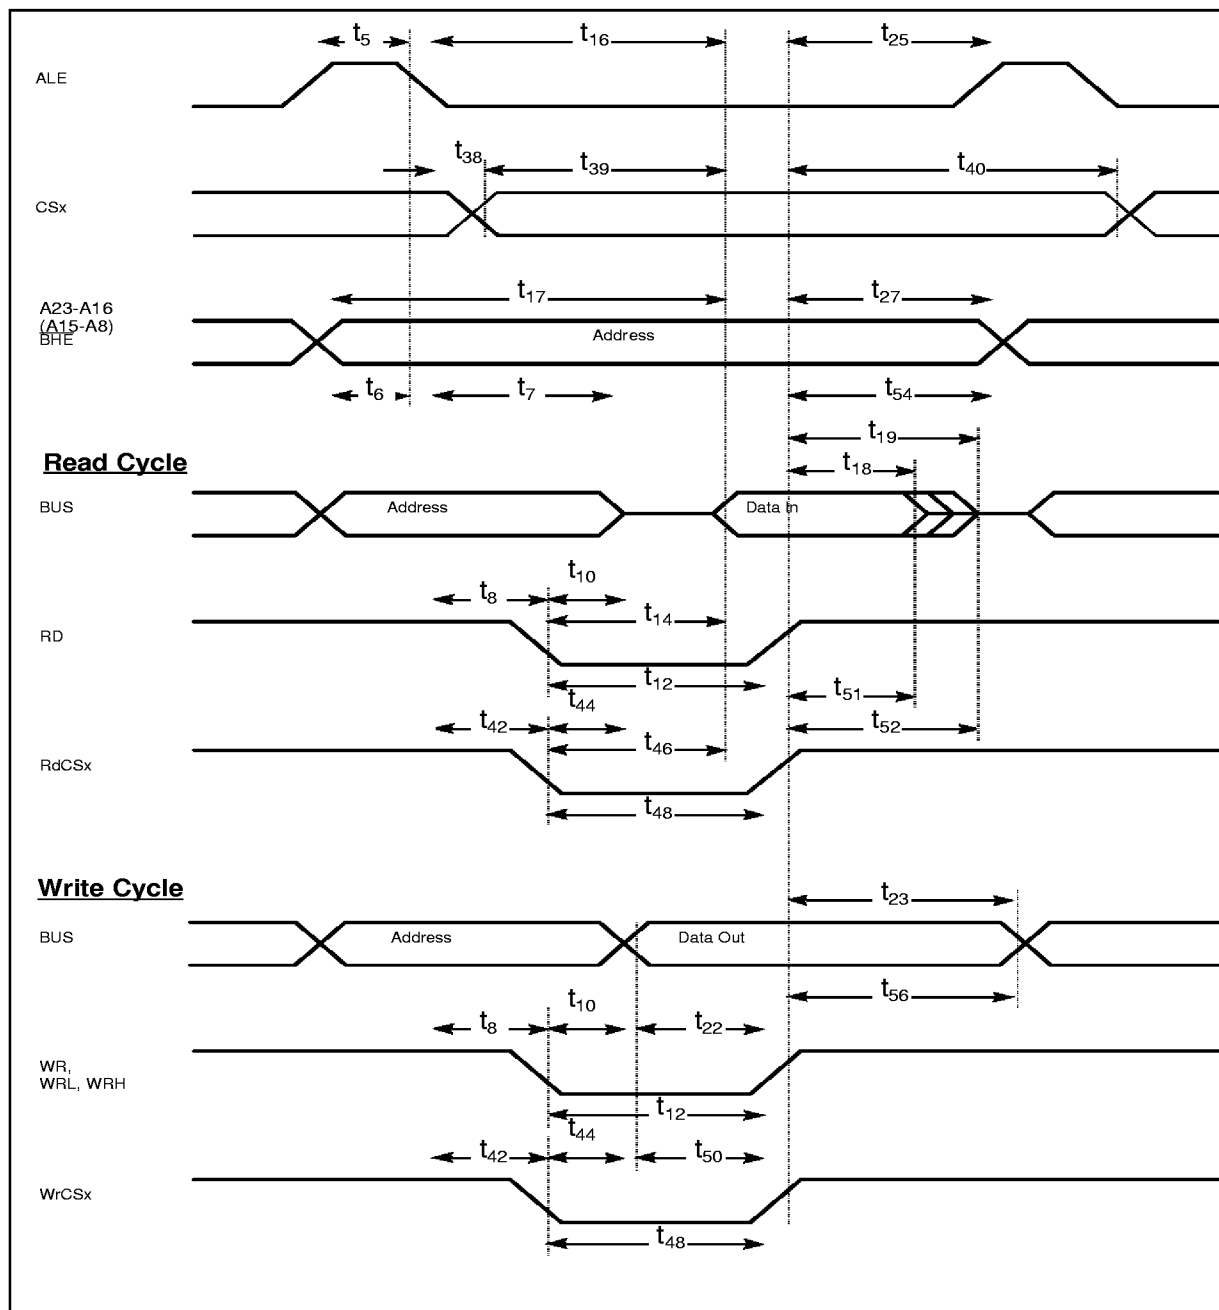 t5 t16 t25
ALE
t38 t39 t40
CSx
t17 t27
A23-A16
(A15-A8)
BHE
Address
t6 t7 t54
t19
Read Cycle
t18
BUS
Address
Data In
t10
t8
t14
RD
t12
t51
t44
t42
t52
t46
RdCSx
t48
Write Cycle
t23
BUS
Address
Data Out
t56
t10
t8 t22
WR,
WRL, WRH
t12
t44
t42 t50
WrCSx
t48